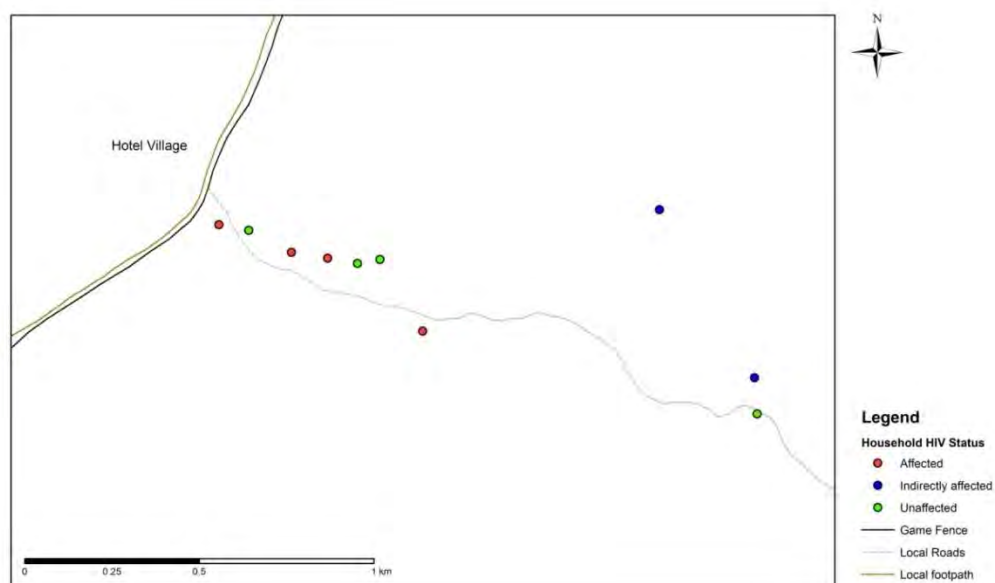 N
Hotel Village
Legend
Household HIV Status
Affected
Indirectly affected
Unaffected
Game Fence
Local Roads
Local footpath
0 0.25 0.5 1 km